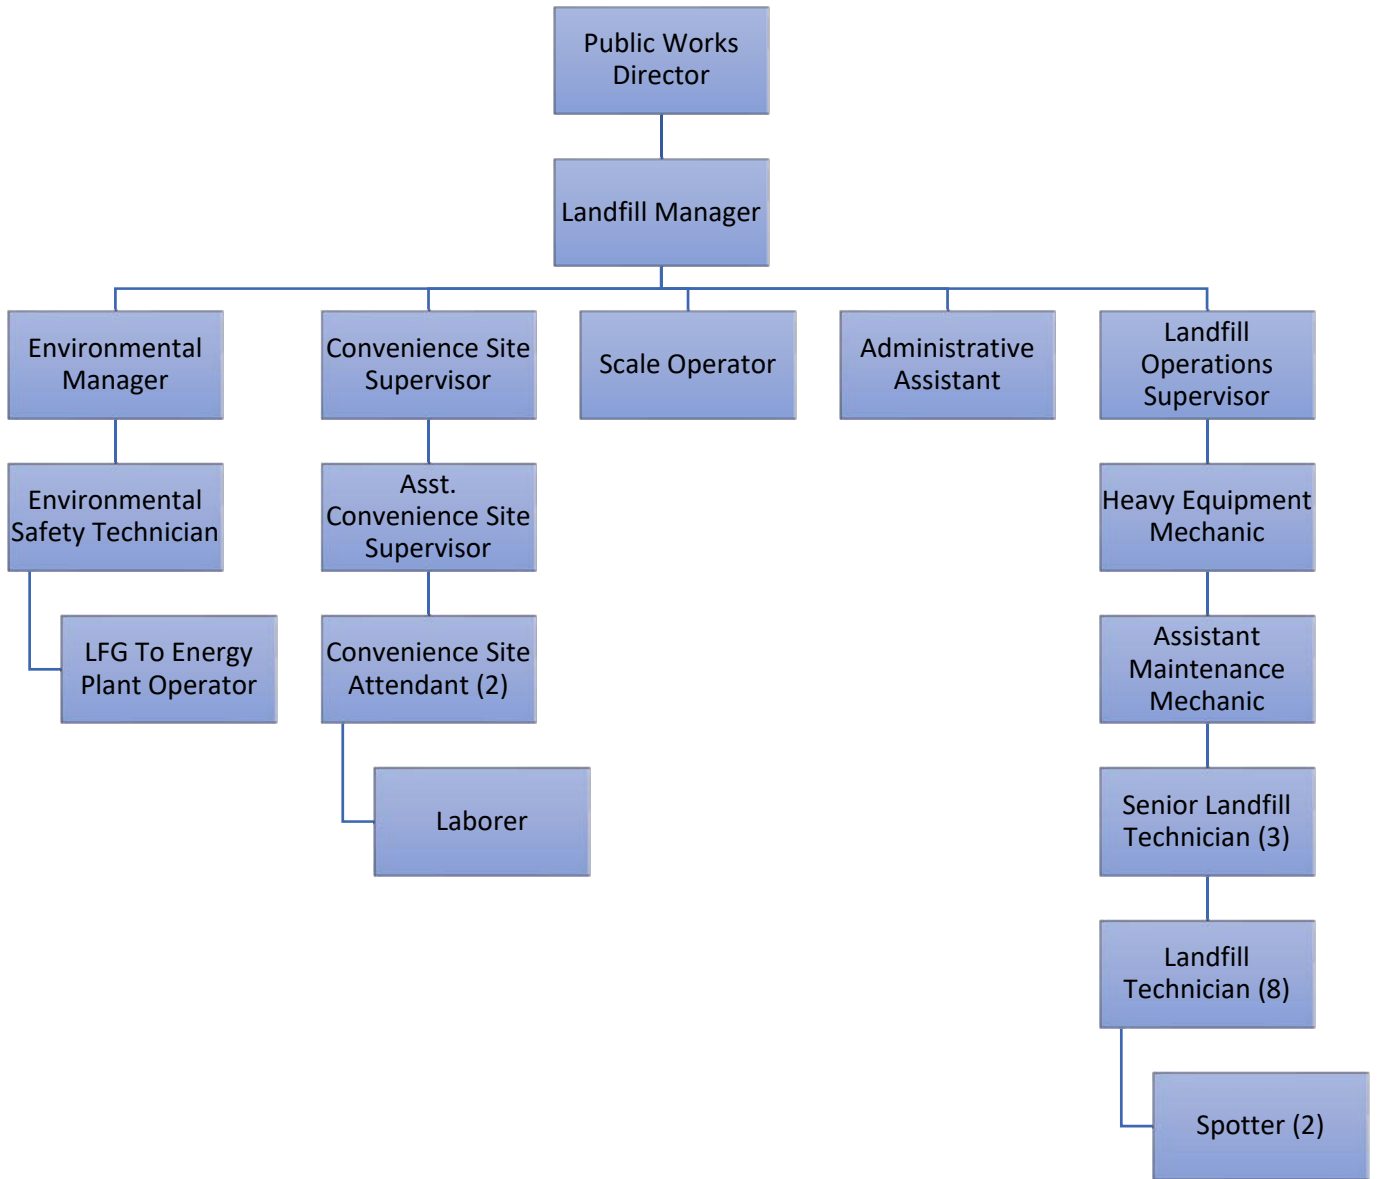 Public Works
Director
Landfill Manager
Environmental
Manager
Convenience Site
Supervisor
Scale Operator
Administrative
Assistant
Landfill
Operations
Supervisor
Environmental
Safety Technician
Asst.
Convenience Site
Supervisor
Heavy Equipment
Mechanic
LFG To Energy
Plant Operator
Convenience Site
Attendant (2)
Assistant
Maintenance
Mechanic
Laborer
Senior Landfill
Technician (3)
Landfill
Technician (8)
Spotter (2)